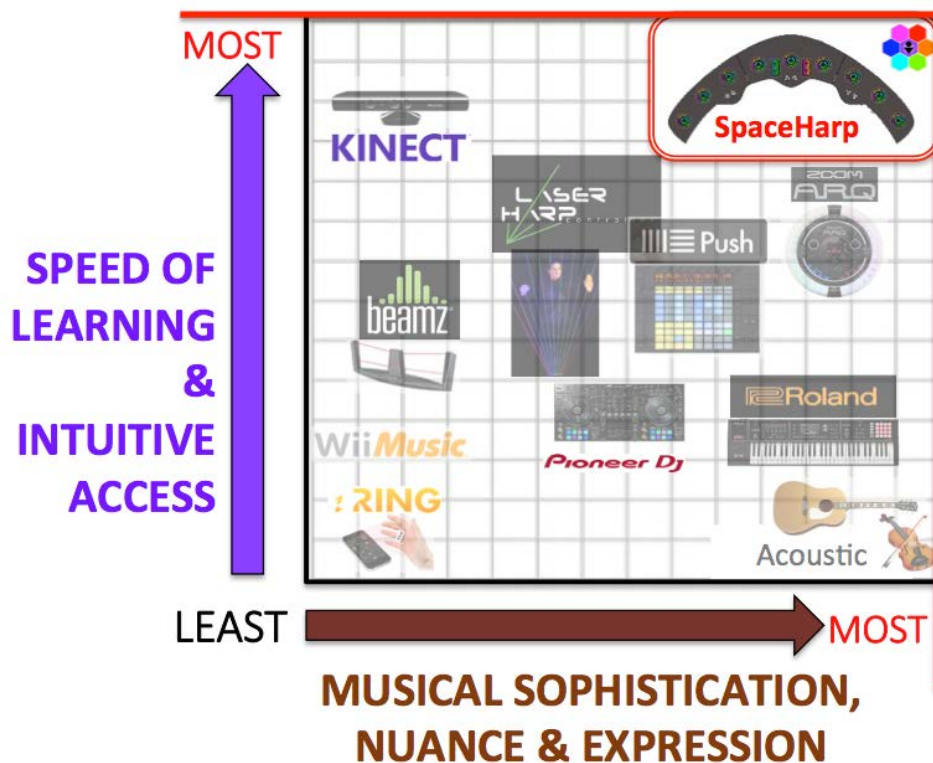 MOST
SpaceHarp
KINECT
ZOOM
ARQ
LASER
HARP controller
Push
SPEED OF
LEARNING
&
INTUITIVE
ACCESS
beamz
Roland
WiiMusic
Pioneer Dj
RING
Acoustic
LEAST
MOST
MUSICAL SOPHISTICATION,
NUANCE & EXPRESSION